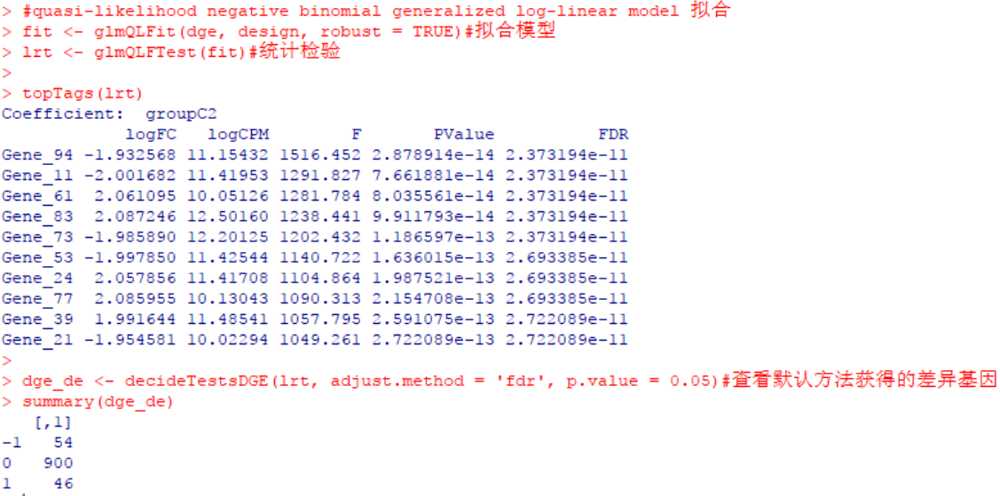 > #quasi-likelihood negative binomial generalized log-linear model 拟合
> fit <- glmQLFit(dge, design, robust = TRUE)#拟合模型
> lrt <- glmQLFTest(fit)#统计检验
>
> topTags(lrt)
Coefficient:  groupC2
            logFC   logCPM        F       PValue          FDR
Gene_94 -1.932568 11.15432 1516.452 2.878914e-14 2.373194e-11
Gene_11 -2.001682 11.41953 1291.827 7.661881e-14 2.373194e-11
Gene_61  2.061095 10.05126 1281.784 8.035561e-14 2.373194e-11
Gene_83  2.087246 12.50160 1238.441 9.911793e-14 2.373194e-11
Gene_73 -1.985890 12.20125 1202.432 1.186597e-13 2.373194e-11
Gene_53 -1.997850 11.42544 1140.722 1.636015e-13 2.693385e-11
Gene_24  2.057856 11.41708 1104.864 1.987521e-13 2.693385e-11
Gene_77  2.085955 10.13043 1090.313 2.154708e-13 2.693385e-11
Gene_39  1.991644 11.48541 1057.795 2.591075e-13 2.722089e-11
Gene_21 -1.954581 10.02294 1049.261 2.722089e-13 2.722089e-11
>
> dge_de <- decideTestsDGE(lrt, adjust.method = 'fdr', p.value = 0.05)#查看默认方法获得的差异基因
> summary(dge_de)
   [,1]
-1   54
0   900
1    46